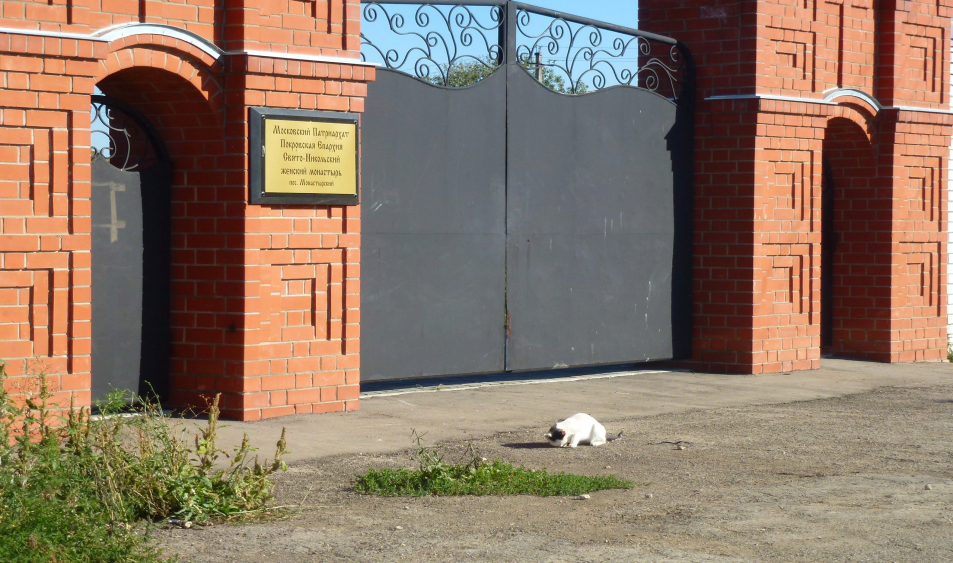 Московский Патриархат
Покровская Епархия
Свято-Никольский
женский монастырь
пос. Монастырский